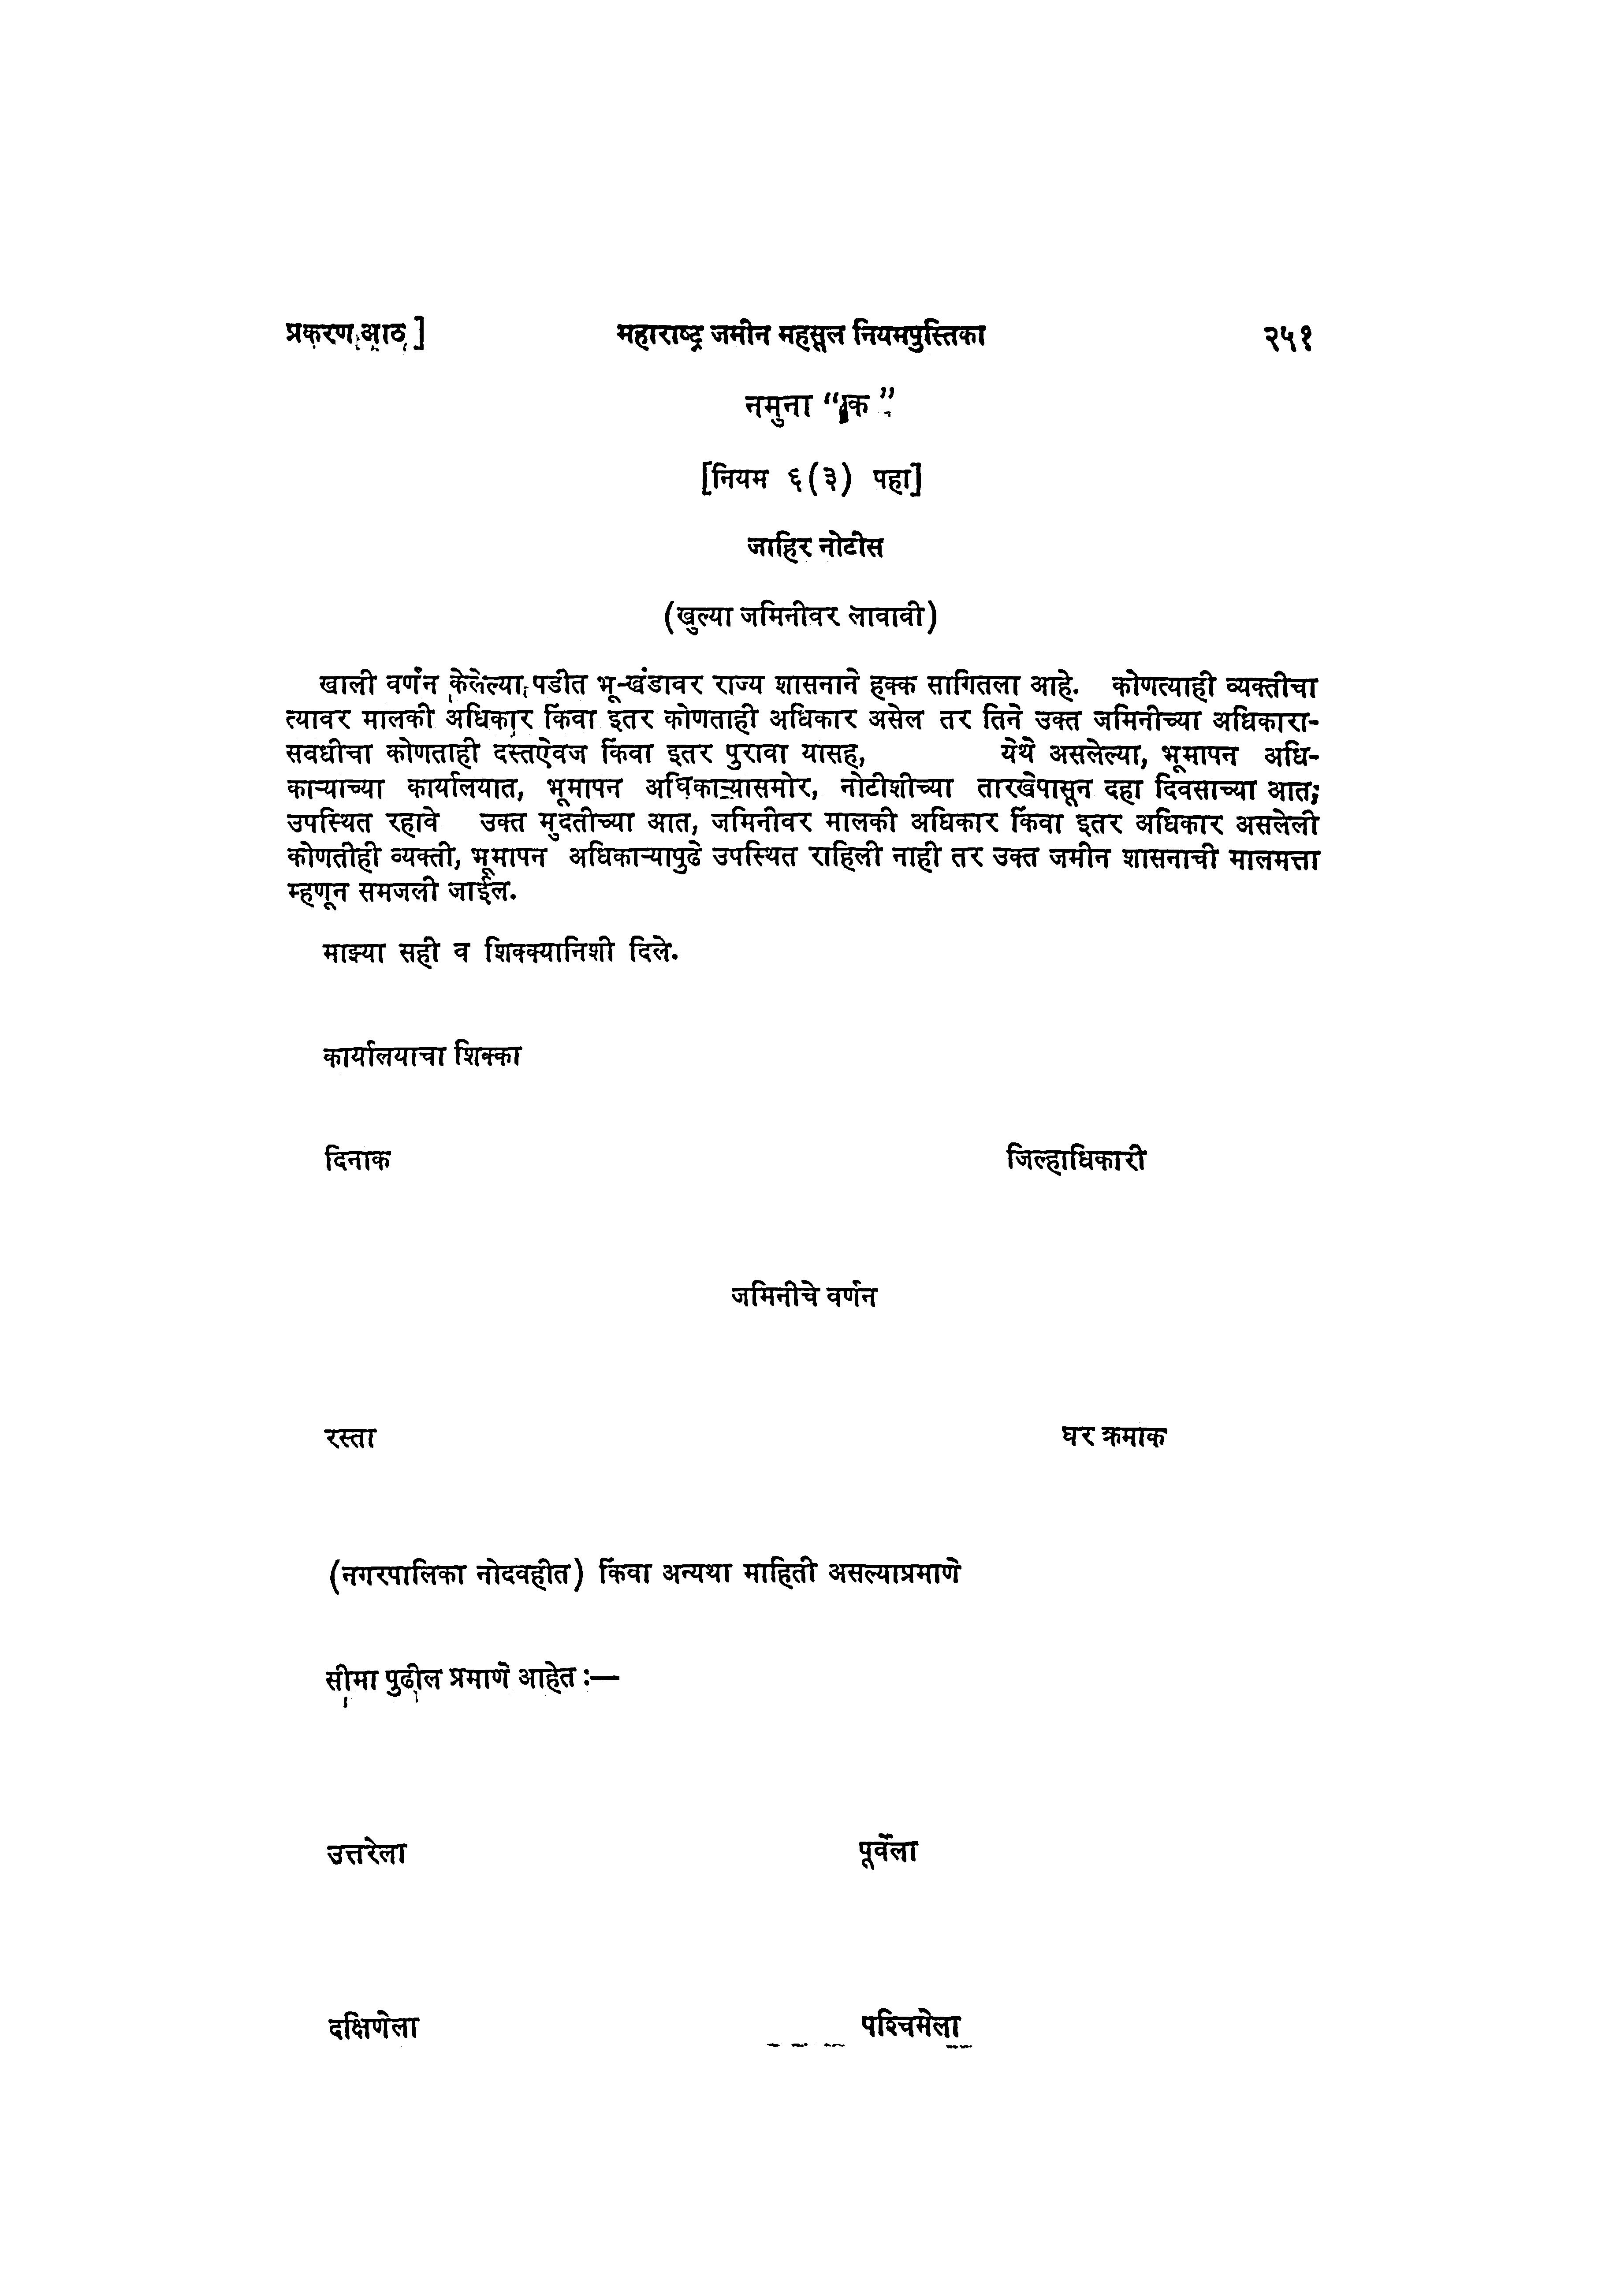 प्रकरण आठ]	महाराष्ट्र जमीन महसूल नियमपुस्तिका	२५१
नमुना “क”
[नियम ६(३) पहा]
जाहिर नोटीस
(खुल्या जमिनीवर लावावी)
खाली वर्णन केलेल्या पडीत भू-खंडावर राज्य शासनाने हक्क सागितला आहे. कोणत्याही व्यक्तीचा
त्यावर मालकी अधिकार किंवा इतर कोणताही अधिकार असेल तर तिने उक्त जमिनीच्या अधिकारा-
सवधीचा कोणताही दस्तऐवज किंवा इतर पुरावा यासह, येथे असलेल्या, भूमापन अधि-
काऱ्याच्या कार्यालयात, भूमापन अधिकाऱ्यासमोर, नोटीशीच्या तारखेपासून दहा दिवसाच्या आत;
उपस्थित रहावे उक्त मुदतीच्या आत, जमिनीवर मालकी अधिकार किंवा इतर अधिकार असलेली
कोणतीही व्यक्ती, भूमापन अधिकाऱ्यापुढे उपस्थित राहिली नाही तर उक्त जमीन शासनाची मालमत्ता
म्हणून समजली जाईल.
माझ्या सही व शिक्क्यानिशी दिले.
कार्यालयाचा शिक्का
दिनाक	जिल्हाधिकारी
जमिनीचे वर्णन
रस्ता	घर क्रमाक
(नगरपालिका नोदवहीत) किंवा अन्यथा माहिती असल्याप्रमाणे
सीमा पुढील प्रमाणे आहेत :—
उत्तरेला	पूर्वेला
दक्षिणेला	पश्चिमेला